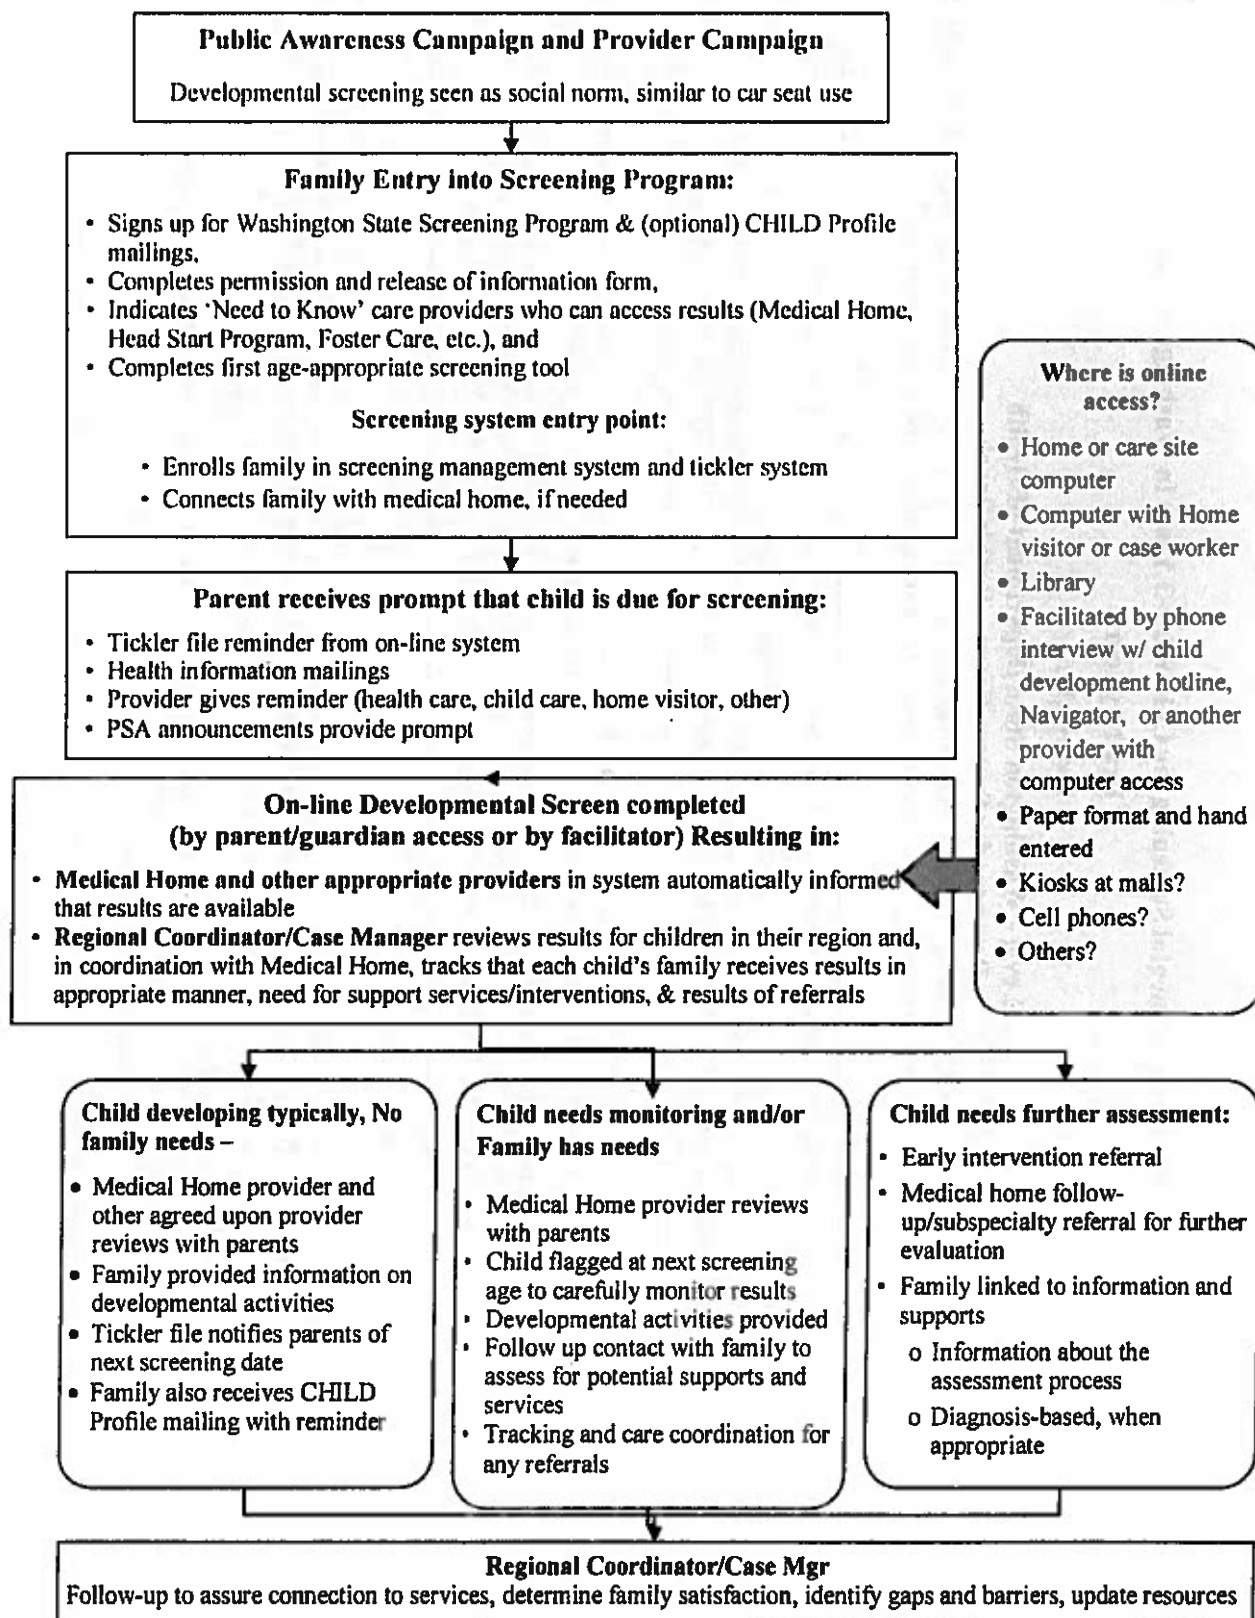 Public Awareness Campaign and Provider Campaign
Developmental screening seen as social norm, similar to car seat use
Family Entry into Screening Program:
• Signs up for Washington State Screening Program & (optional) CHILD Profile
mailings,
• Completes permission and release of information form,
• Indicates 'Need to Know' care providers who can access results (Medical Home,
Head Start Program, Foster Care, etc.), and
• Completes first age-appropriate screening tool
Screening system entry point:
• Enrolls family in screening management system and tickler system
• Connects family with medical home, if needed
Parent receives prompt that child is due for screening:
• Tickler file reminder from on-line system
• Health information mailings
• Provider gives reminder (health care, child care, home visitor, other)
• PSA announcements provide prompt
Where is online
access?
• Home or care site
computer
• Computer with Home
visitor or case worker
• Library
• Facilitated by phone
interview w/ child
development hotline,
Navigator, or another
provider with
computer access
• Paper format and hand
entered
• Kiosks at malls?
• Cell phones?
• Others?
On-line Developmental Screen completed
(by parent/guardian access or by facilitator) Resulting in:
• Medical Home and other appropriate providers in system automatically informed
that results are available
• Regional Coordinator/Case Manager reviews results for children in their region and,
in coordination with Medical Home, tracks that each child's family receives results in
appropriate manner, need for support services/interventions, & results of referrals
Child developing typically, No
family needs –
• Medical Home provider and
other agreed upon provider
reviews with parents
• Family provided information on
developmental activities
• Tickler file notifies parents of
next screening date
• Family also receives CHILD
Profile mailing with reminder
Child needs monitoring and/or
Family has needs
• Medical Home provider reviews
with parents
• Child flagged at next screening
age to carefully monitor results
• Developmental activities provided
• Follow up contact with family to
assess for potential supports and
services
• Tracking and care coordination for
any referrals
Child needs further assessment:
• Early intervention referral
• Medical home follow-
up/subspecialty referral for further
evaluation
• Family linked to information and
supports
o Information about the
assessment process
o Diagnosis-based, when
appropriate
Regional Coordinator/Case Mgr
Follow-up to assure connection to services, determine family satisfaction, identify gaps and barriers, update resources